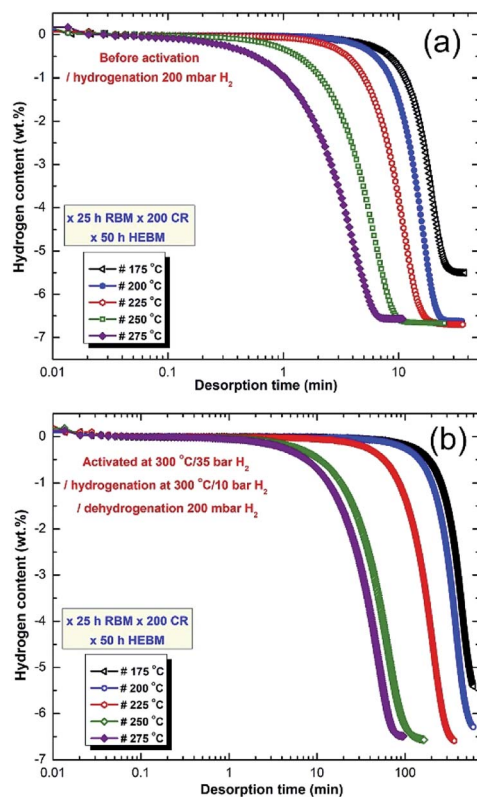 (a)
Before activation
/ hydrogenation 200 mbar H2
x 25 h RBM x 200 CR
x 50 h HEBM
# 175 °C
# 200 °C
# 225 °C
# 250 °C
# 275 °C
Hydrogen content (wt.%)
0
-1
-2
-3
-4
-5
-6
-7
0.01 0.1 1 10
Desorption time (min)
(b)
Activated at 300 °C/35 bar H2
/ hydrogenation at 300 °C/10 bar H2
/ dehydrogenation 200 mbar H2
x 25 h RBM x 200 CR
x 50 h HEBM
# 175 °C
# 200 °C
# 225 °C
# 250 °C
# 275 °C
Hydrogen content (wt.%)
0
-1
-2
-3
-4
-5
-6
-7
0.01 0.1 1 10 100
Desorption time (min)